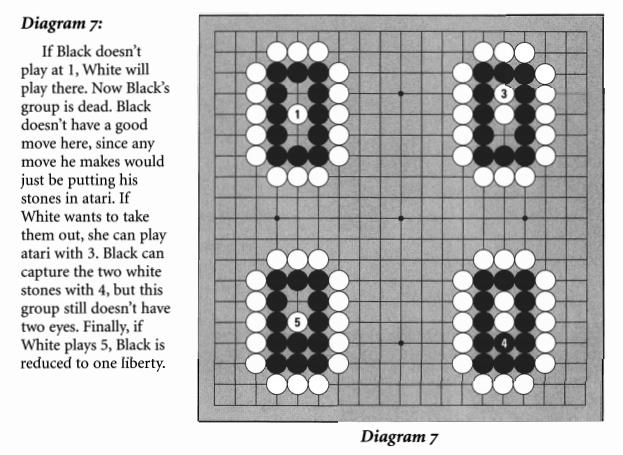 Diagram 7:
If Black doesn't
play at 1, White will
play there. Now Black's
group is dead. Black
doesn't have a good
move here, since any
move he makes would
just be putting his
stones in atari. If
White wants to take
them out, she can play
atari with 3. Black can
capture the two white
stones with 4, but this
group still doesn't have
two eyes. Finally, if
White plays 5, Black is
reduced to one liberty.
1
3
5
4
Diagram 7